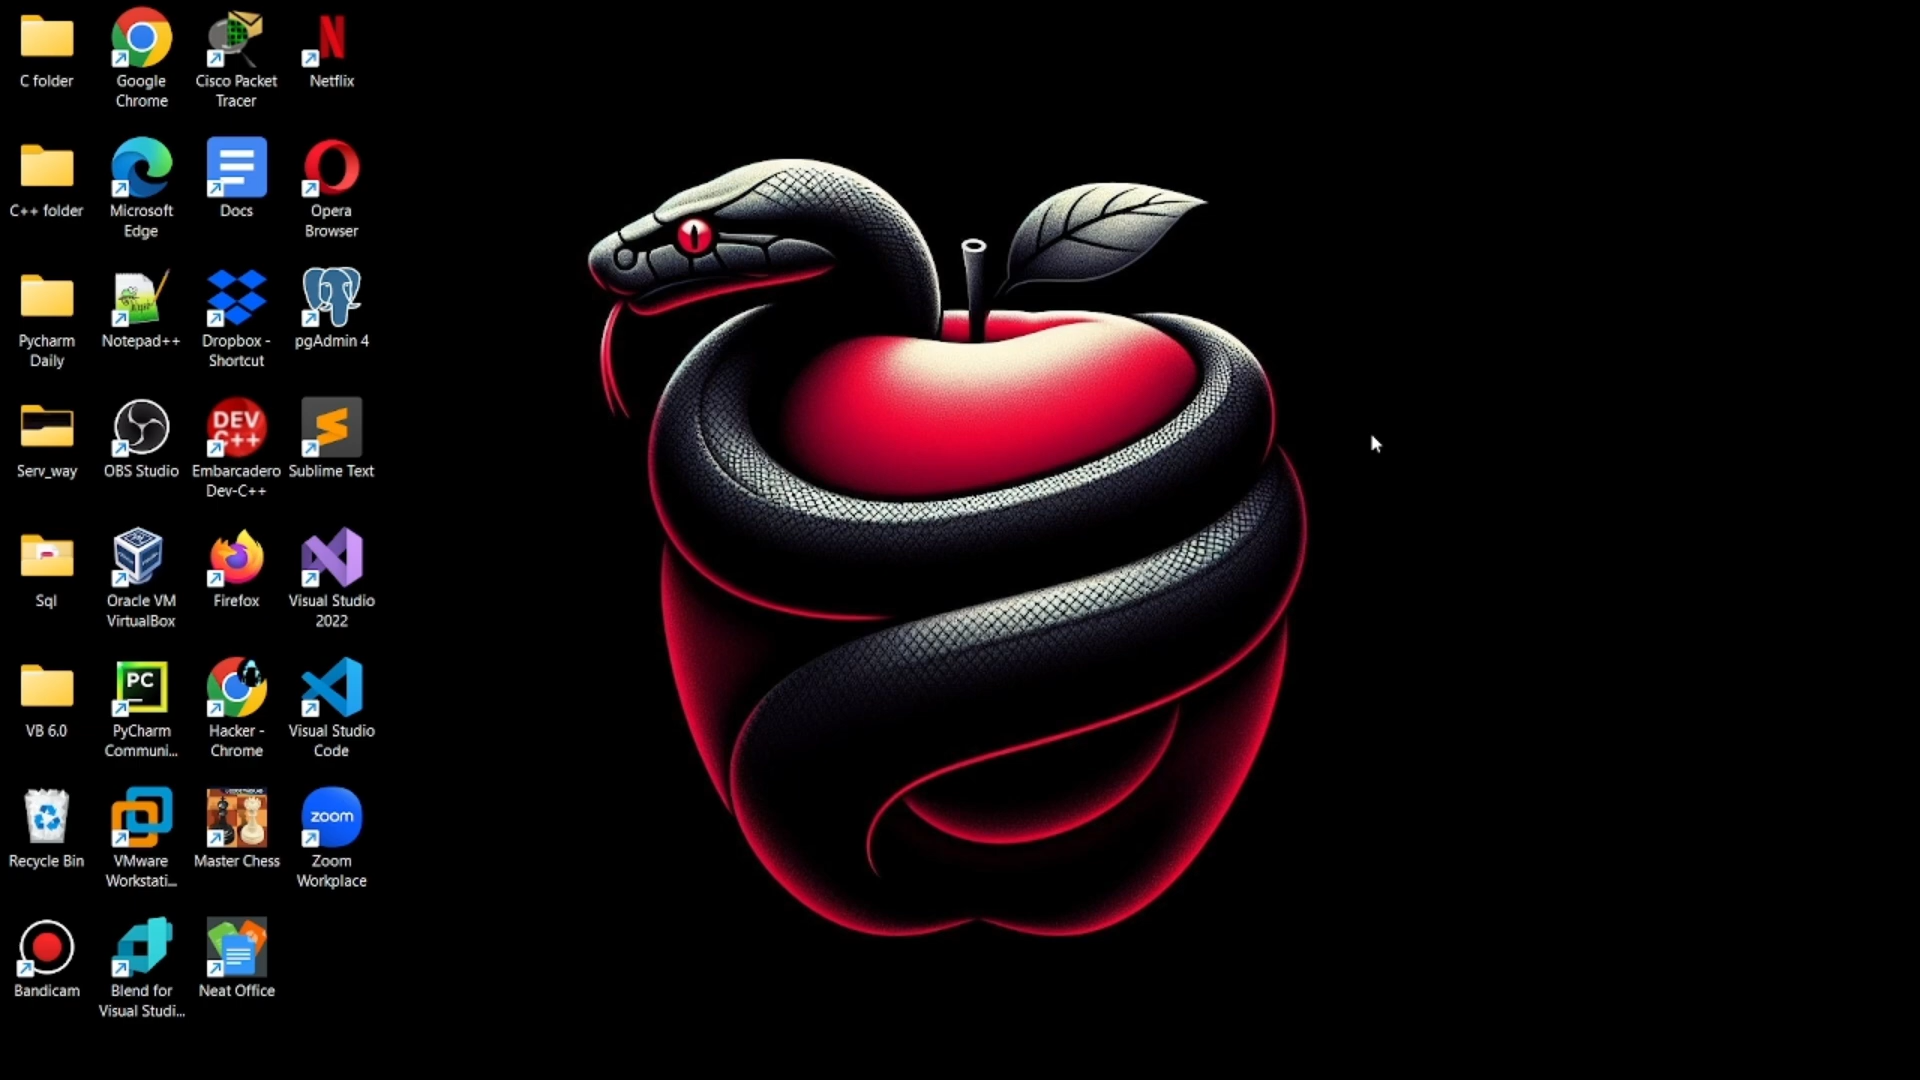 C folder
Google
Chrome
Cisco Packet
Tracer
Netflix
C++ folder
Microsoft
Edge
Docs
Opera
Browser
Pycharm
Daily
Notepad++
Dropbox -
Shortcut
pgAdmin 4
DEV
C++
Serv_way
OBS Studio
Embarcadero
Dev-C++
Sublime Text
Sql
Oracle VM
VirtualBox
Firefox
Visual Studio
2022
PC
VB 6.0
PyCharm
Communi...
Hacker -
Chrome
Visual Studio
Code
zoom
Recycle Bin
VMware
Workstati...
Master Chess
Zoom
Workplace
Bandicam
Blend for
Visual Studi...
Neat Office